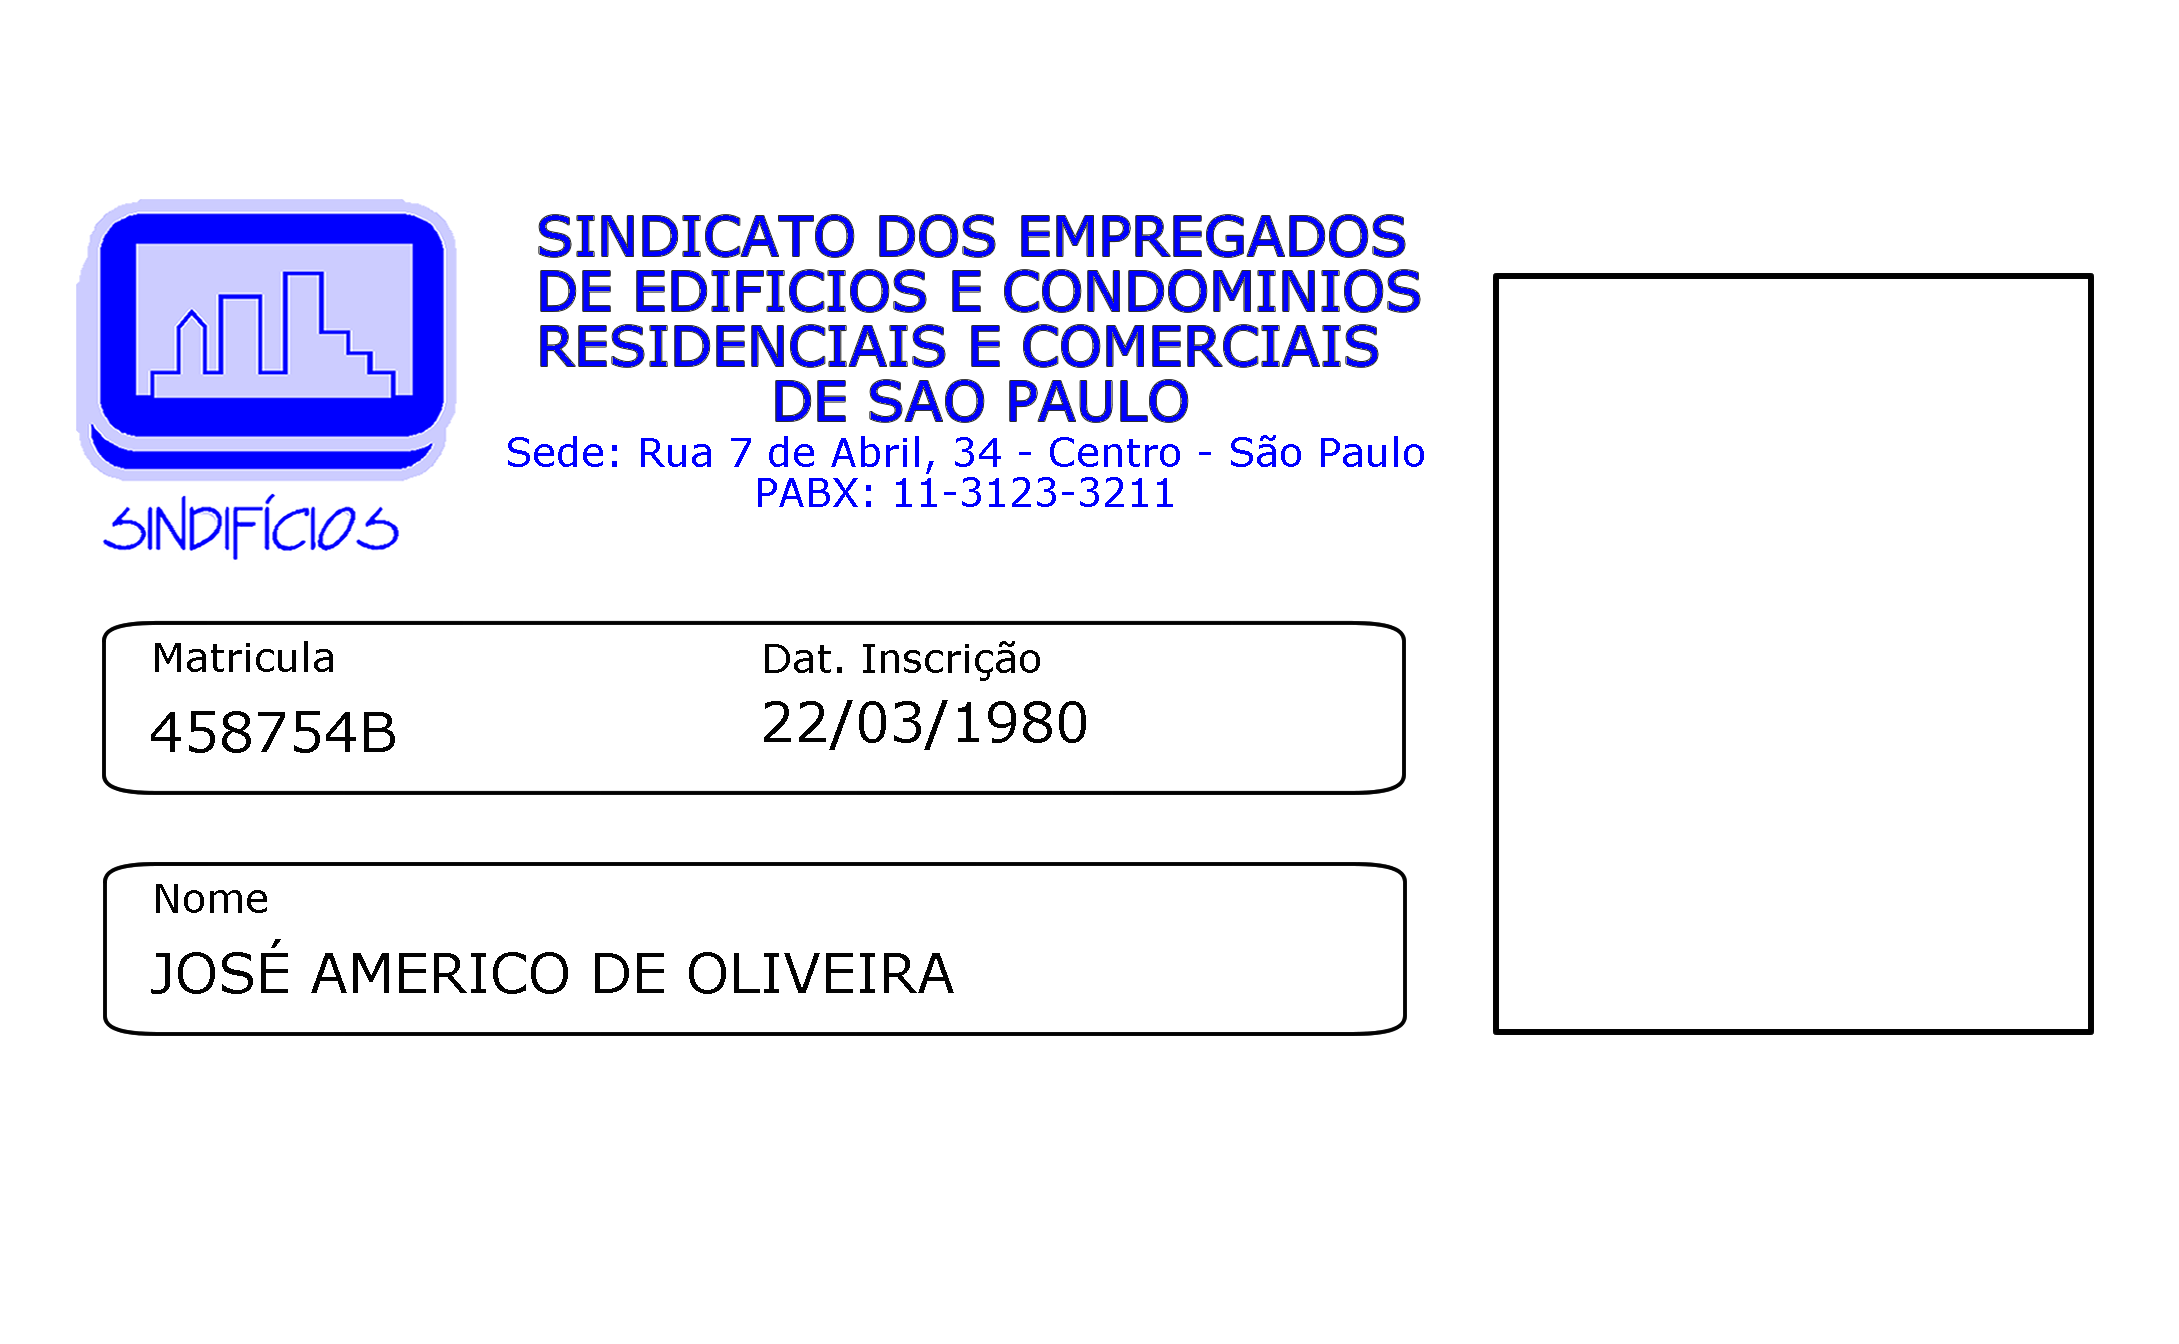 SINDICATO DOS EMPREGADOS
DE EDIFICIOS E CONDOMINIOS
RESIDENCIAIS E COMERCIAIS
DE SAO PAULO
Sede: Rua 7 de Abril, 34 - Centro - São Paulo
PABX: 11-3123-3211
SINDIFÍCIOS
Matricula
458754B
Dat. Inscrição
22/03/1980
Nome
JOSÉ AMERICO DE OLIVEIRA